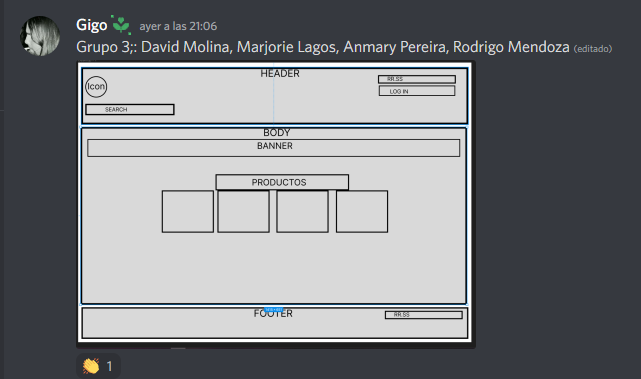 Gigo ayer a las 21:06
Grupo 3;: David Molina, Marjorie Lagos, Anmary Pereira, Rodrigo Mendoza (editado)
HEADER
Icon
RR.SS
LOG IN
SEARCH
BODY
BANNER
PRODUCTOS
FOOTER
RR.SS
1